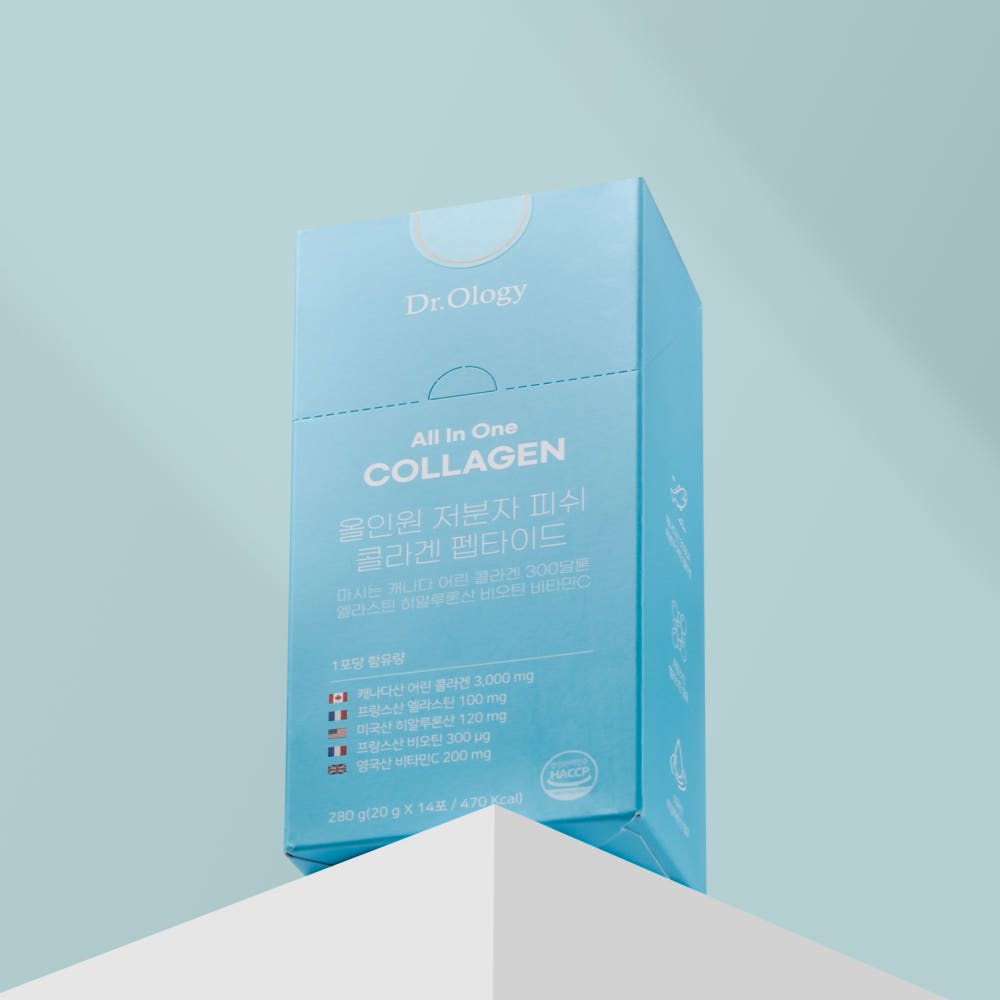 Dr.Ology
All In One
COLLAGEN
올인원 저분자 피쉬
콜라겐 펩타이드
마시는 캐나다 어린 콜라겐 300달톤
엘라스틴 히알루론산 비오틴 비타민C
1포당 함유량
캐나다산 어린 콜라겐 3,000 mg
프랑스산 엘라스틴 100 mg
미국산 히알루론산 120 mg
프랑스산 비오틴 300 μg
영국산 비타민C 200 mg
HACCP
280 g(20 g X 14포 / 470 Kcal)